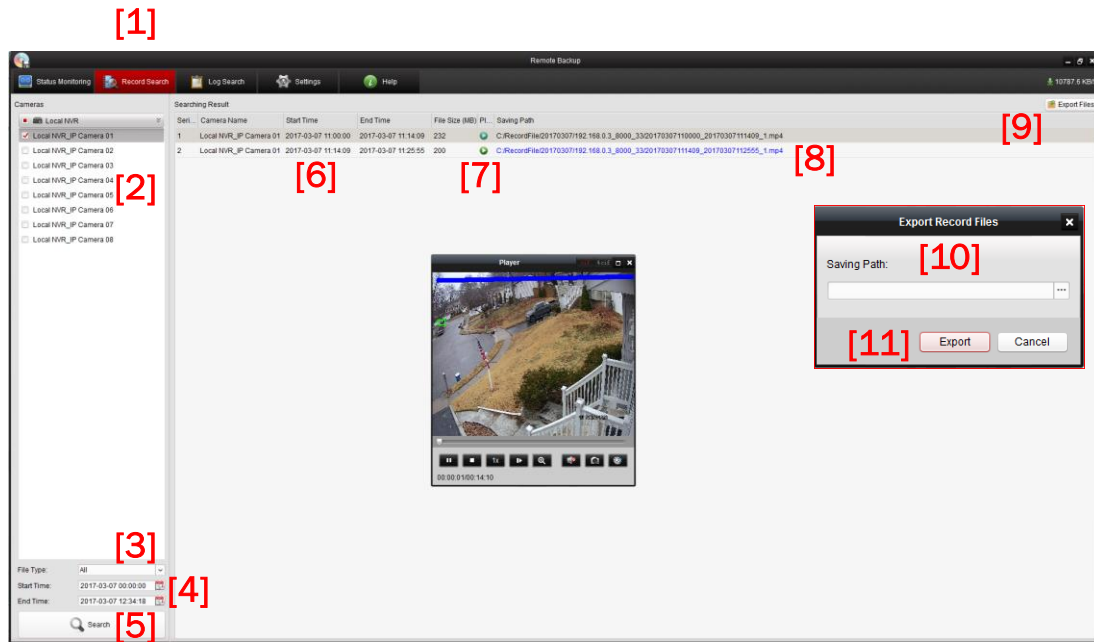 [1]
Remote Backup
Status Monitoring Record Search Log Search Settings Help 10787.6 KB/
Cameras Searching Result Export Files
Local NVR Seri... Camera Name Start Time End Time File Size (MB) Pl... Saving Path
[9]
Local NVR_IP Camera 01 1 Local NVR_IP Camera 01 2017-03-07 11:00:00 2017-03-07 11:14:09 232 C:/RecordFile/20170307/192.168.0.3_8000_33/20170307110000_20170307111409_1.mp4
Local NVR_IP Camera 02 2 Local NVR_IP Camera 01 2017-03-07 11:14:09 2017-03-07 11:25:55 200 C:/RecordFile/20170307/192.168.0.3_8000_33/20170307111409_20170307112555_1.mp4
[8]
Local NVR_IP Camera 03
Local NVR_IP Camera 04
[2] [6] [7]
Local NVR_IP Camera 05
Local NVR_IP Camera 06
Local NVR_IP Camera 07
Local NVR_IP Camera 08
Export Record Files
[10]
Saving Path:
[11] Export Cancel
Player
1x
00:00:01/00:14:10
[3]
File Type: All
Start Time: 2017-03-07 00:00:00
[4]
End Time: 2017-03-07 12:34:18
Search [5]